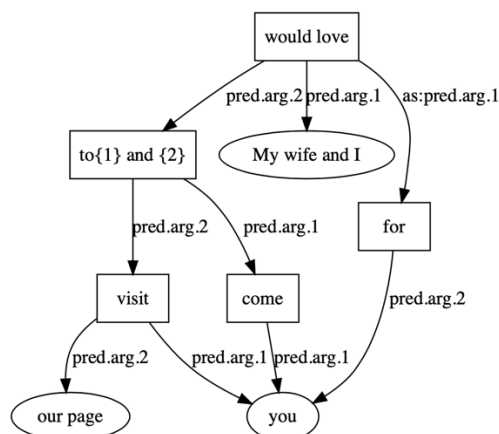 would love
pred.arg.2
pred.arg.1
as:pred.arg.1
to{1} and {2}
My wife and I
for
pred.arg.2
pred.arg.1
pred.arg.2
visit
come
pred.arg.2
pred.arg.1
pred.arg.1
our page
you